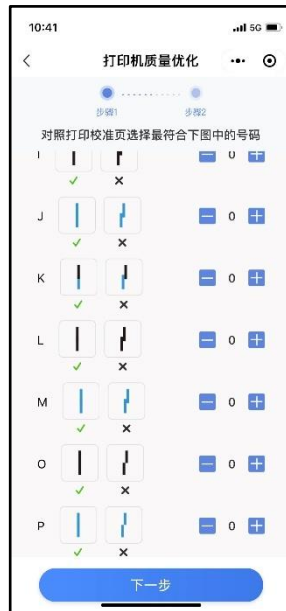 10:41 5G
打印机质量优化
步骤1 步骤2
对照打印校准页选择最符合下图中的号码
I 0
J 0
K 0
L 0
M 0
O 0
P 0
下一步